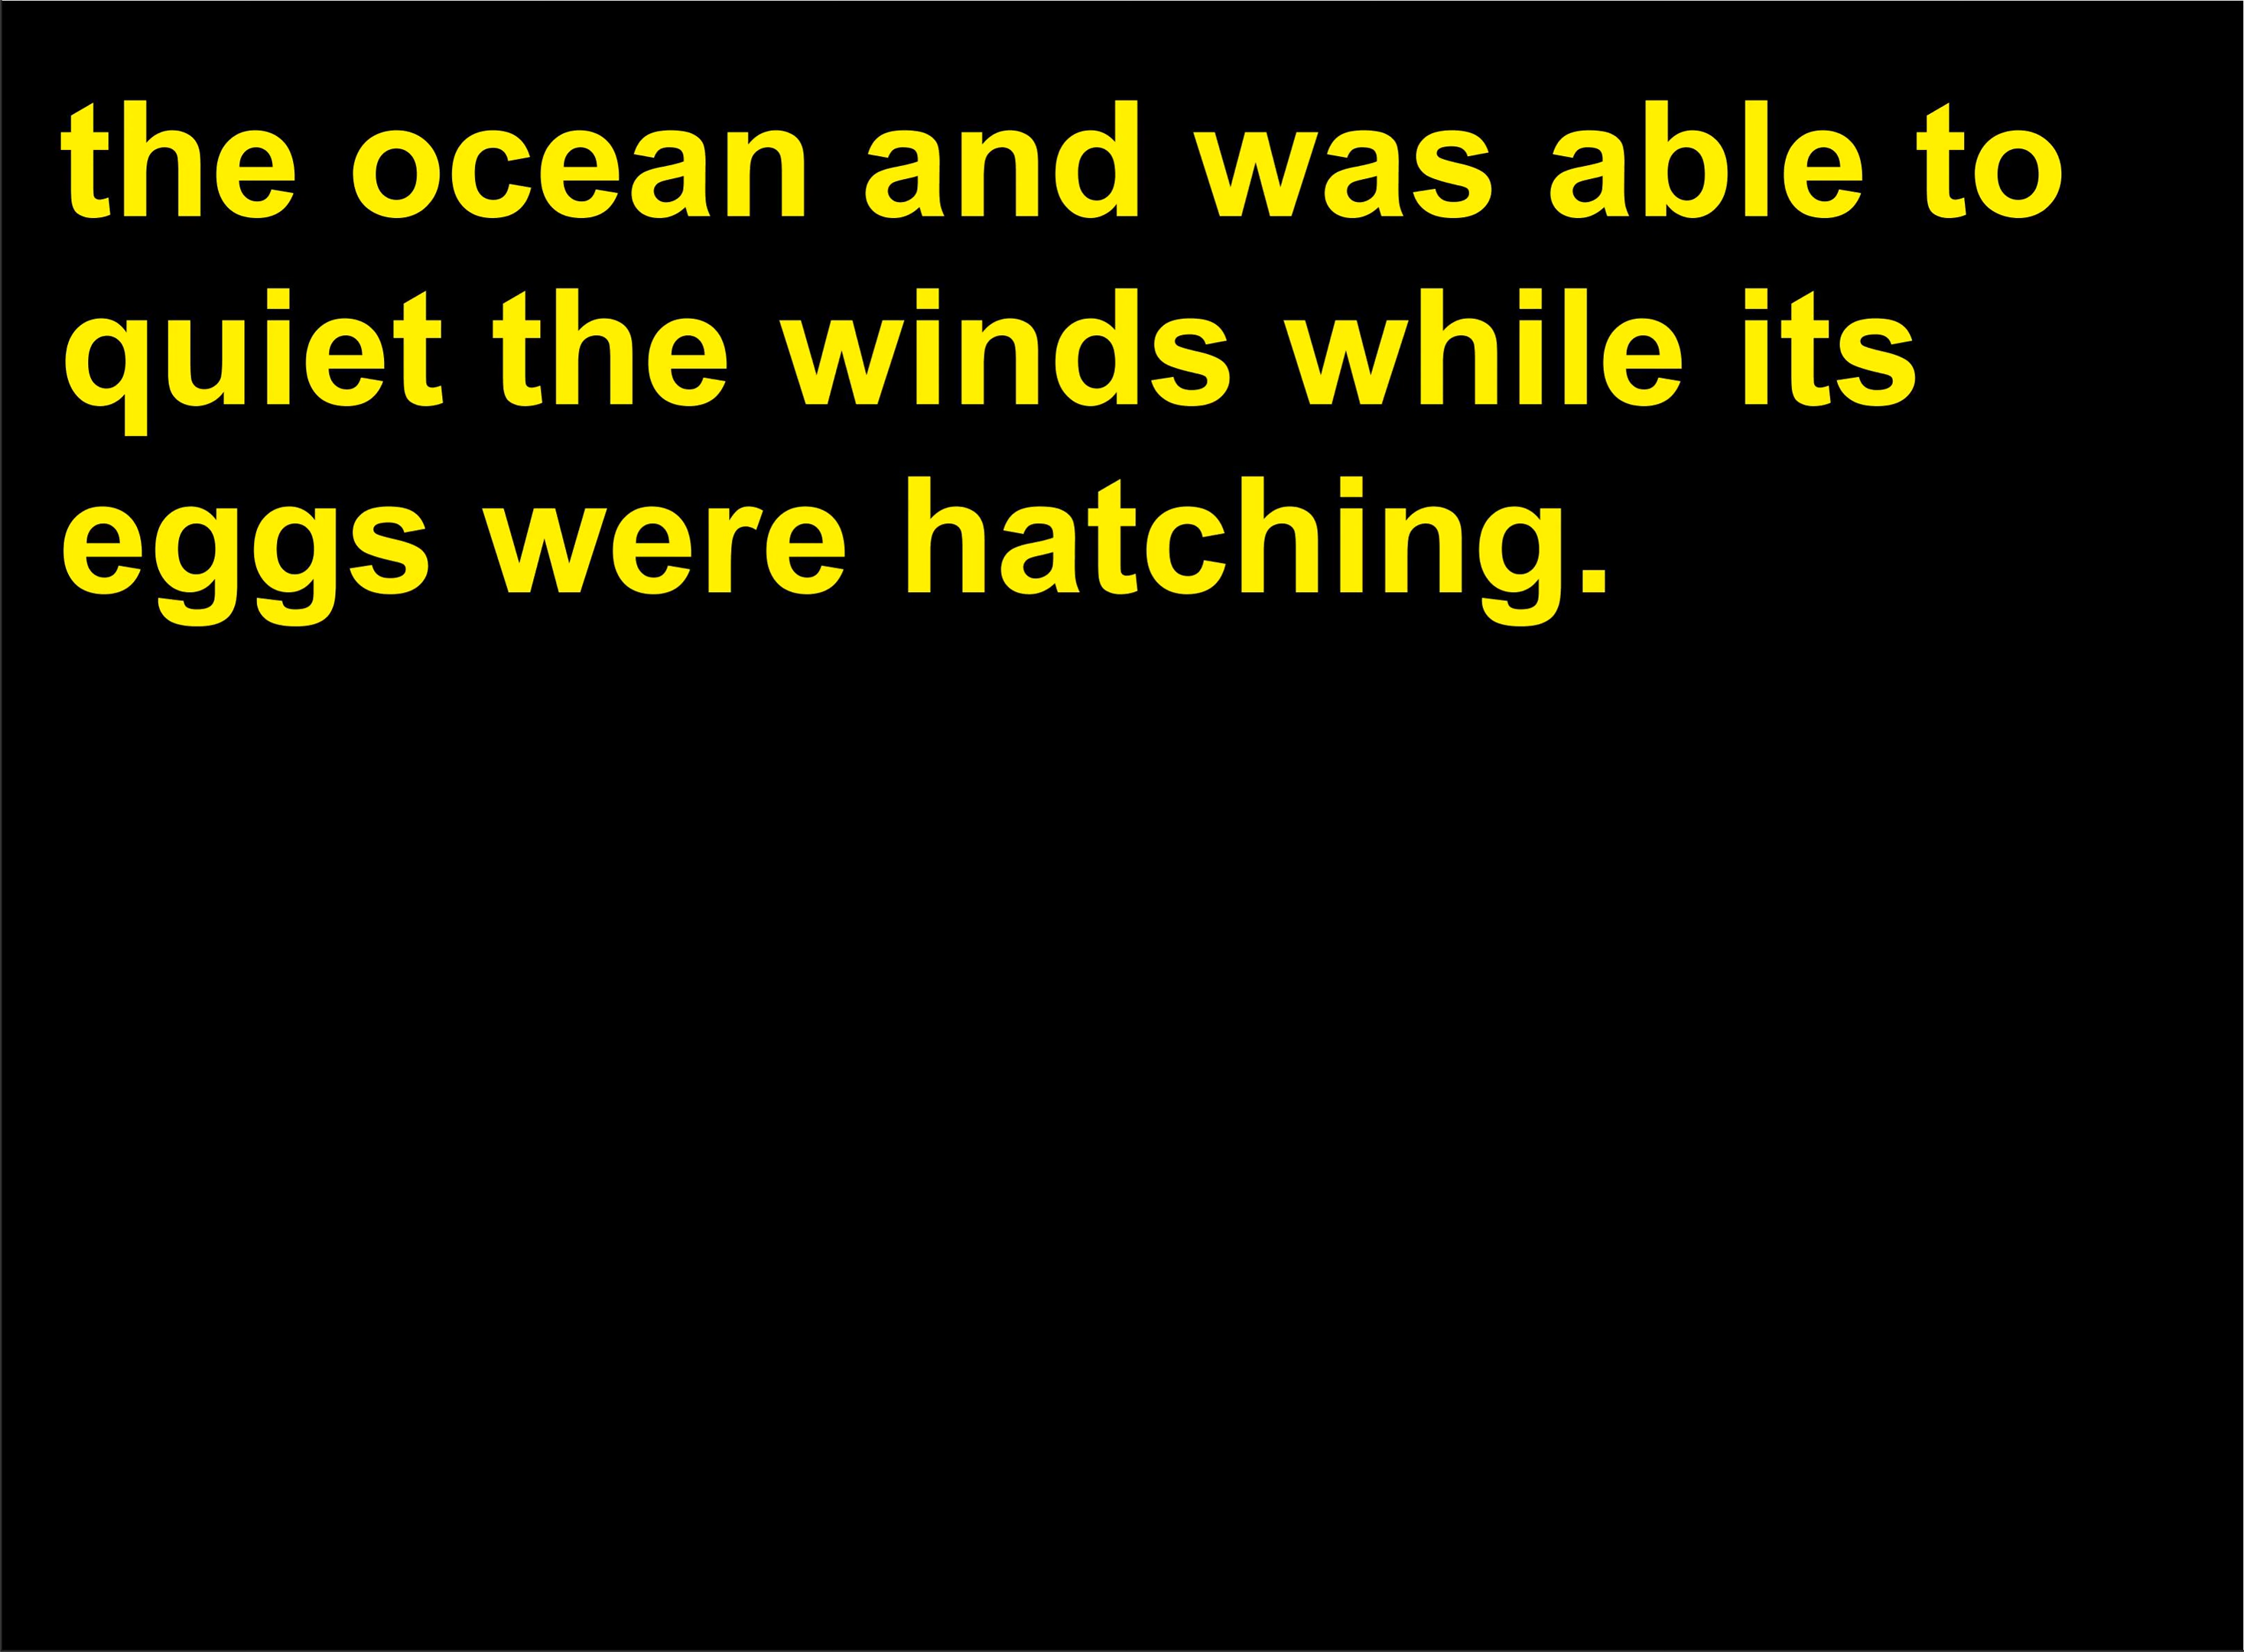 the ocean and was able to
quiet the winds while its
eggs were hatching.